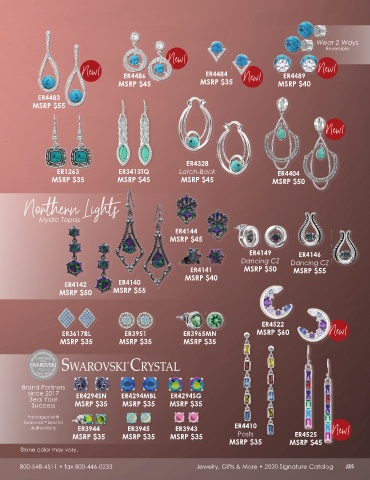 Wear 2 Ways
Reversible
New!
New!
New!
New!
ER4483
MSRP $55
ER4486
MSRP $45
ER4484
MSRP $35
ER4489
MSRP $40
New!
ER1263
MSRP $35
ER3413TQ
MSRP $45
ER4328
Latch-Back
MSRP $45
ER4404
MSRP $50
Northern Lights
Mystic Topaz
ER4144
MSRP $45
ER4142
MSRP $50
ER4140
MSRP $55
ER4141
MSRP $40
ER4149
Dancing CZ
MSRP $50
ER4146
Dancing CZ
MSRP $55
ER3617BL
MSRP $35
ER3951
MSRP $35
ER3965MN
MSRP $35
ER4522
MSRP $60
New!
SWAROVSKI
SWAROVSKI CRYSTAL
Brand Partners
since 2017
Seal Your
Success
Packaged with
Swarovski® Seal for
Authenticity
ER4294SN
MSRP $35
ER4294MBL
MSRP $35
ER4294SG
MSRP $35
ER3944
MSRP $35
ER3945
MSRP $35
ER3943
MSRP $35
ER4410
Posts
MSRP $35
ER4525
MSRP $45
New!
Stone color may vary.
800-548-4511 • fax 800-446-0233
Jewelry, Gifts & More • 2020 Signature Catalog
J25